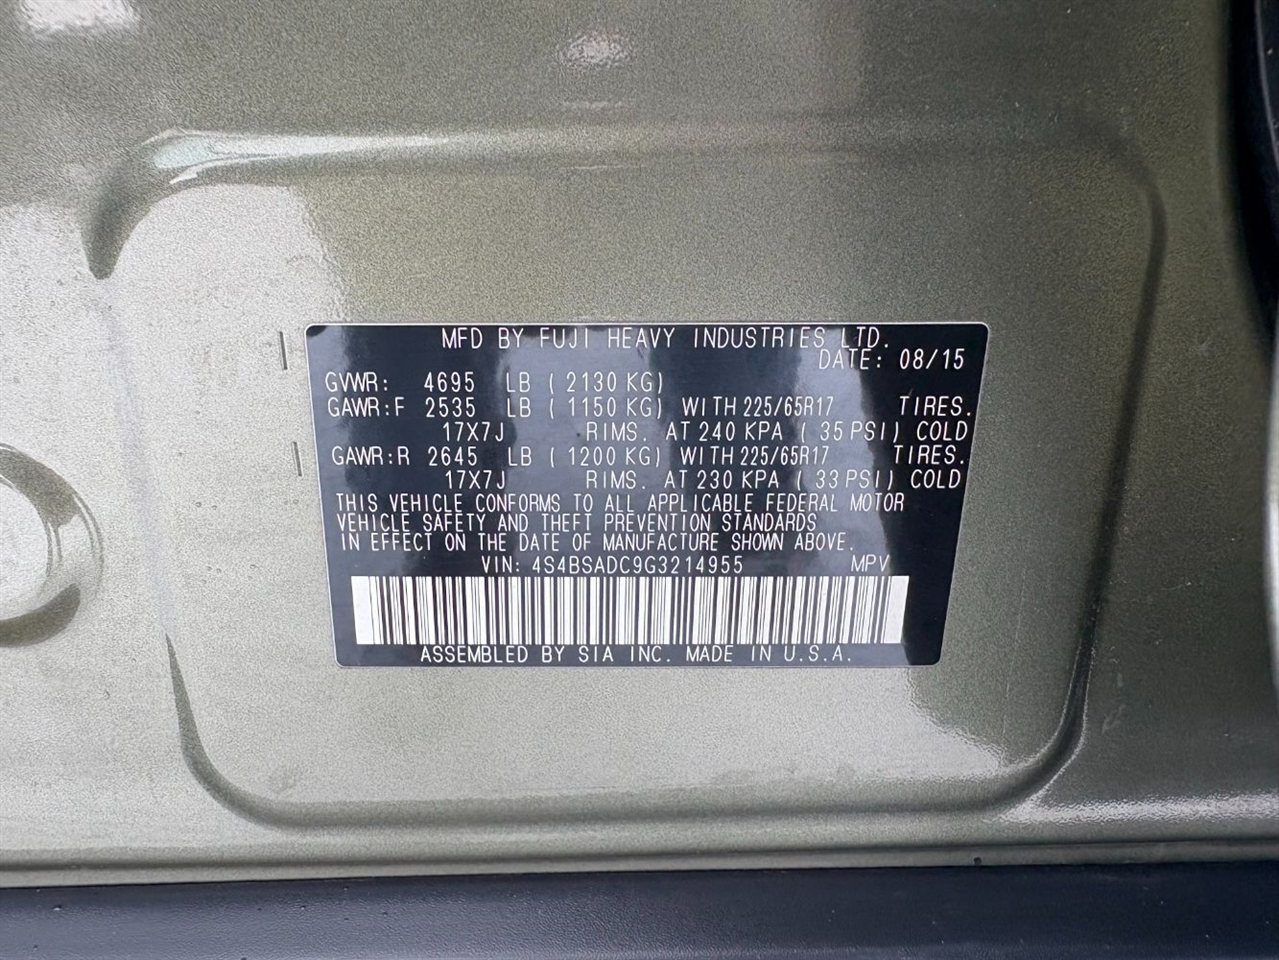 MFD BY FUJI HEAVY INDUSTRIES LTD.
DATE: 08/15
GVWR: 4695 LB ( 2130 KG)
GAWR:F 2535 LB ( 1150 KG) WITH 225/65R17 TIRES.
17X7J RIMS. AT 240 KPA ( 35 PSI) COLD
GAWR:R 2645 LB ( 1200 KG) WITH 225/65R17 TIRES.
17X7J RIMS. AT 230 KPA ( 33 PSI) COLD
THIS VEHICLE CONFORMS TO ALL APPLICABLE FEDERAL MOTOR
VEHICLE SAFETY AND THEFT PREVENTION STANDARDS
IN EFFECT ON THE DATE OF MANUFACTURE SHOWN ABOVE.
VIN: 4S4BSADC9G3214955 MPV
ASSEMBLED BY SIA INC. MADE IN U.S.A.